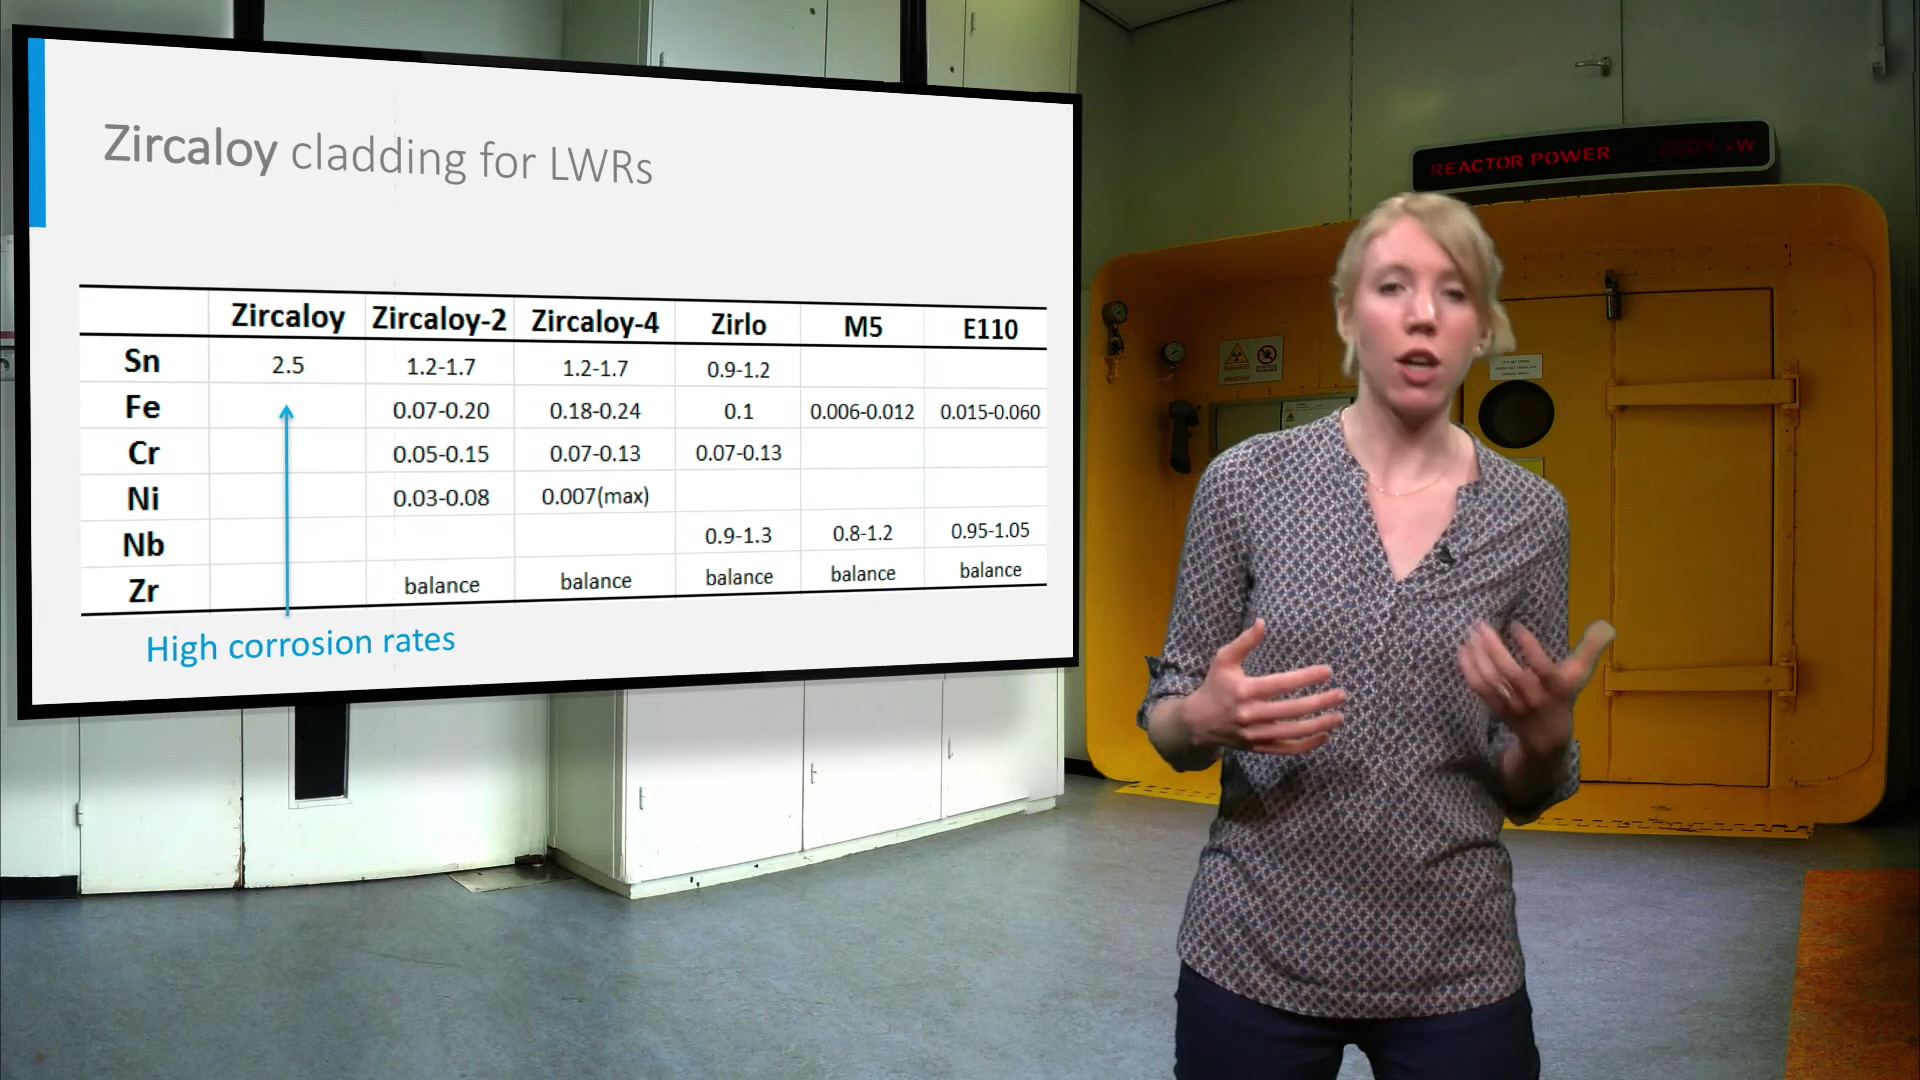 Zircaloy cladding for LWRs
Zircaloy Zircaloy-2 Zircaloy-4 Zirlo M5 E110
Sn 2.5 1.2-1.7 1.2-1.7 0.9-1.2
Fe 0.07-0.20 0.18-0.24 0.1 0.006-0.012 0.015-0.060
Cr 0.05-0.15 0.07-0.13 0.07-0.13
Ni 0.03-0.08 0.007(max)
Nb 0.9-1.3 0.8-1.2 0.95-1.05
Zr balance balance balance balance balance
High corrosion rates
REACTOR POWER